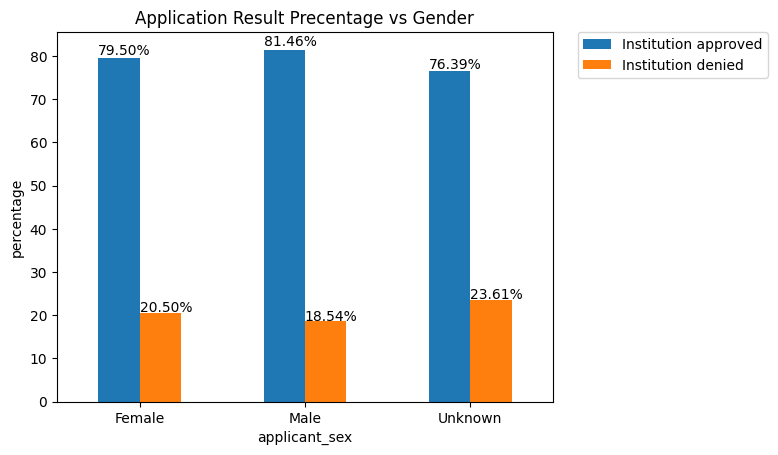 Application Result Precentage vs Gender
Institution approved
Institution denied
percentage
80
70
60
50
40
30
20
10
0
79.50%
20.50%
81.46%
18.54%
76.39%
23.61%
Female
Male
Unknown
applicant_sex